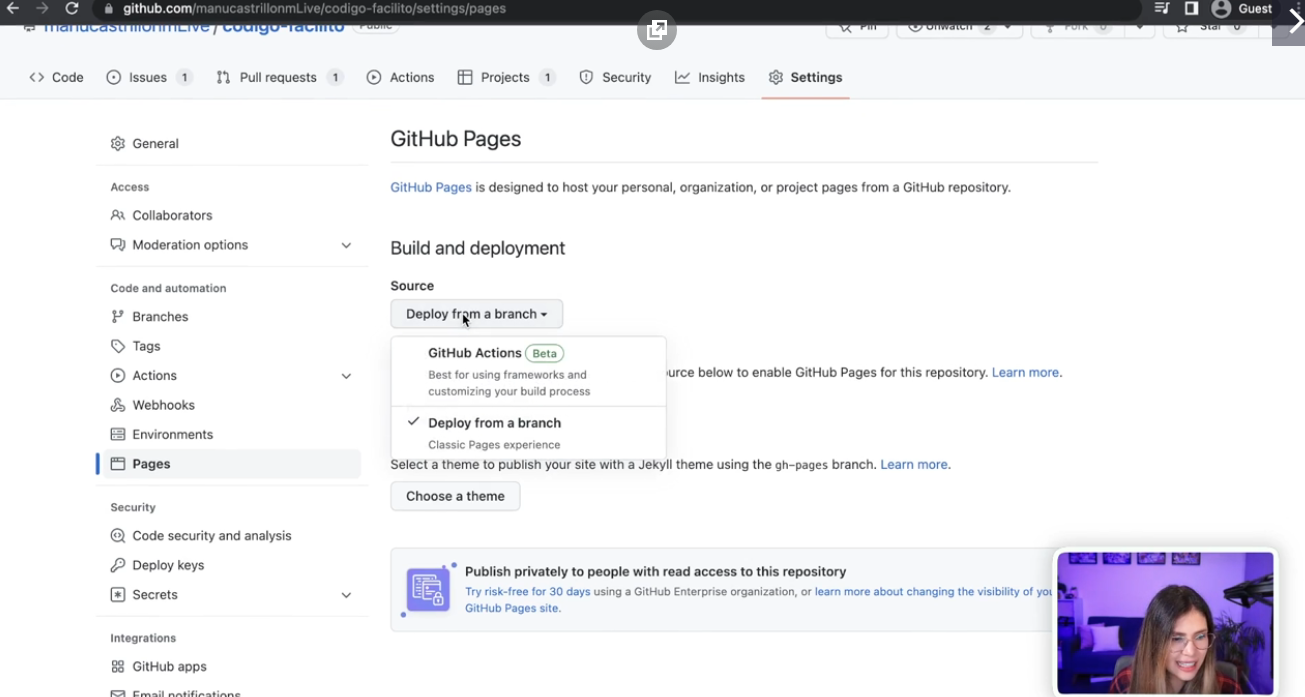 github.com/manucastrillonmLive/codigo-facilito/settings/pages
Guest
manucastrillonmLive / codigo-facilito Public
Pin Unwatch 2 Fork 0 Star 0
Code Issues 1 Pull requests 1 Actions Projects 1 Security Insights Settings
General
Access
Collaborators
Moderation options
Code and automation
Branches
Tags
Actions
Webhooks
Environments
Pages
Security
Code security and analysis
Deploy keys
Secrets
Integrations
GitHub apps
Email notifications
GitHub Pages
GitHub Pages is designed to host your personal, organization, or project pages from a GitHub repository.
Build and deployment
Source
Deploy from a branch
GitHub Actions Beta
Best for using frameworks and
customizing your build process
Deploy from a branch
Classic Pages experience
below to enable GitHub Pages for this repository. Learn more.
Select a theme to publish your site with a Jekyll theme using the gh-pages branch. Learn more.
Choose a theme
Publish privately to people with read access to this repository
Try risk-free for 30 days using a GitHub Enterprise organization, or learn more about changing the visibility of
GitHub Pages site.